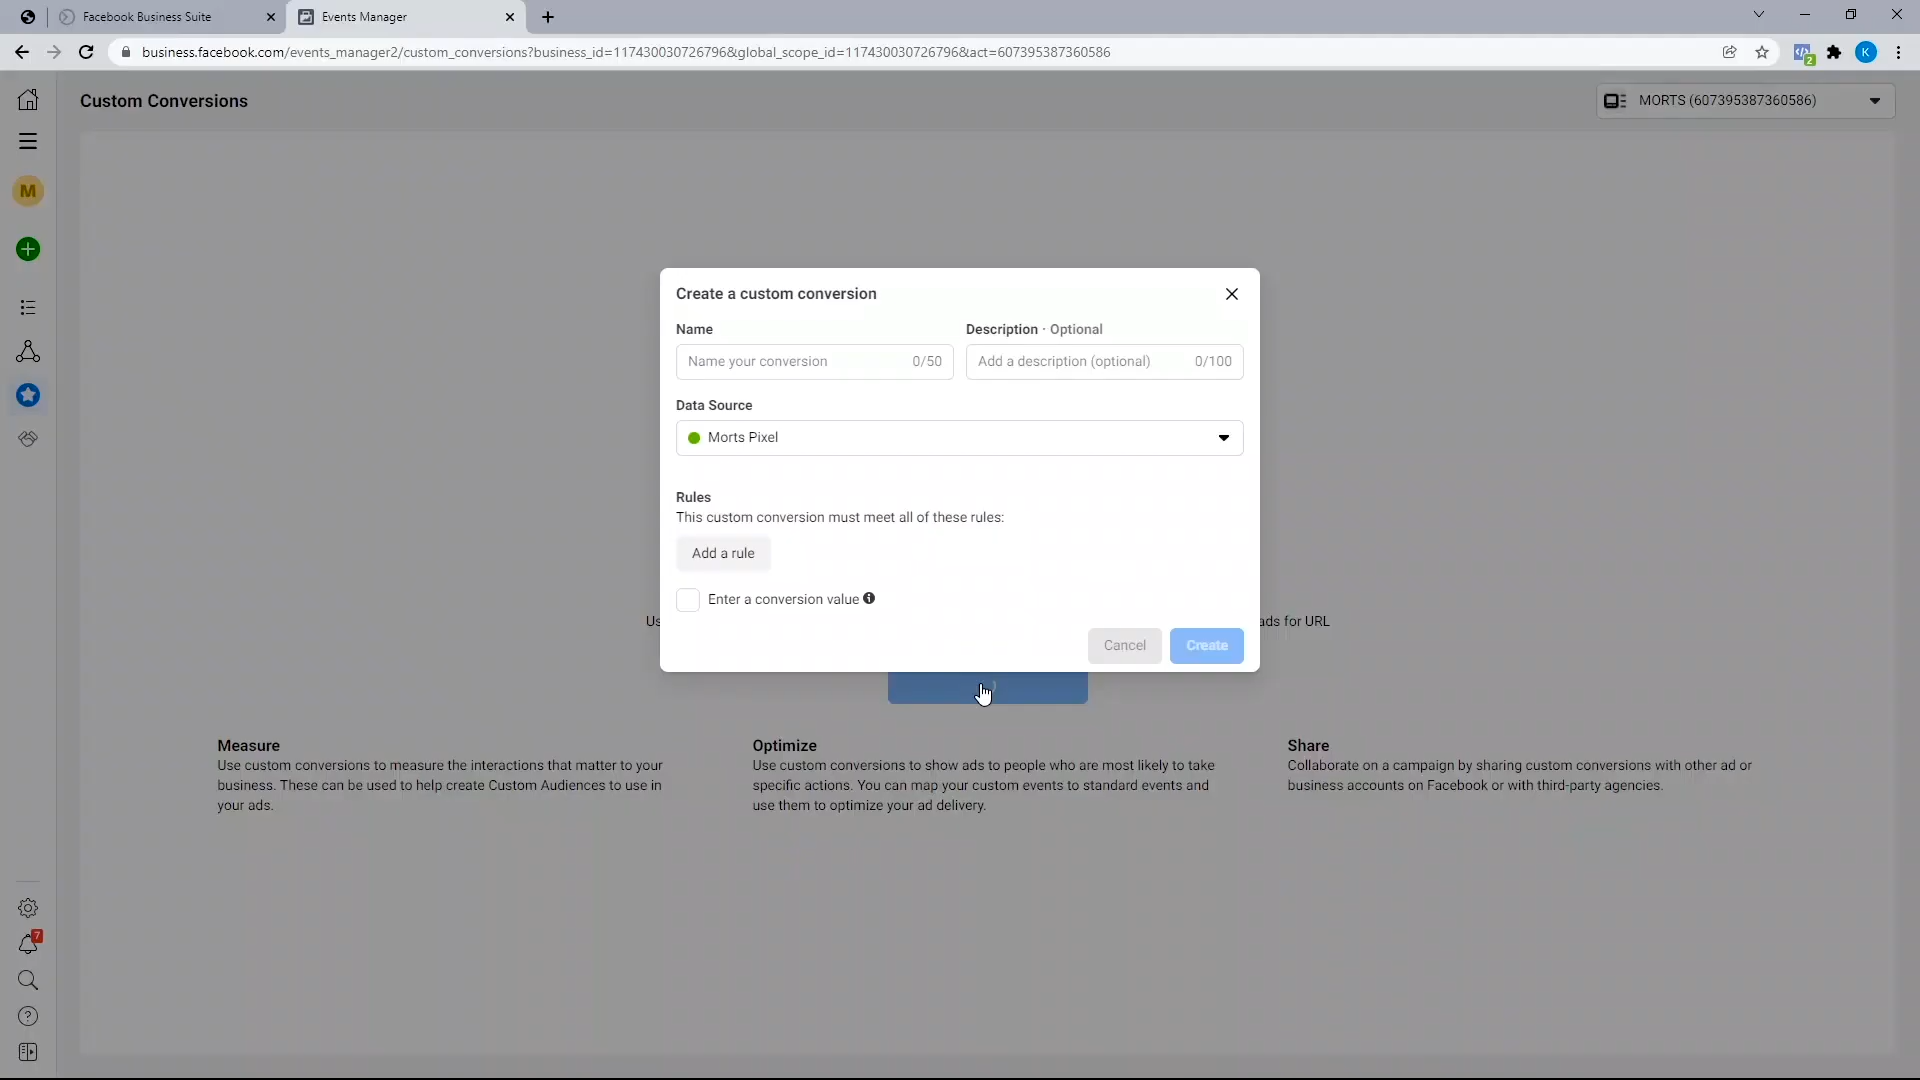 Facebook Business Suite
Events Manager
business.facebook.com/events_manager2/custom_conversions?business_id=117430030726796&global_scope_id=117430030726796&act=607395387360586
2
K
Custom Conversions
MORTS (607395387360586)
M
Create a custom conversion
Name
Description · Optional
Name your conversion 0/50
Add a description (optional) 0/100
Data Source
Morts Pixel
Rules
This custom conversion must meet all of these rules:
Add a rule
Enter a conversion value
ads for URL
Cancel
Create
Measure
Use custom conversions to measure the interactions that matter to your
business. These can be used to help create Custom Audiences to use in
your ads.
Optimize
Use custom conversions to show ads to people who are most likely to take
specific actions. You can map your custom events to standard events and
use them to optimize your ad delivery.
Share
Collaborate on a campaign by sharing custom conversions with other ad or
business accounts on Facebook or with third-party agencies.
7